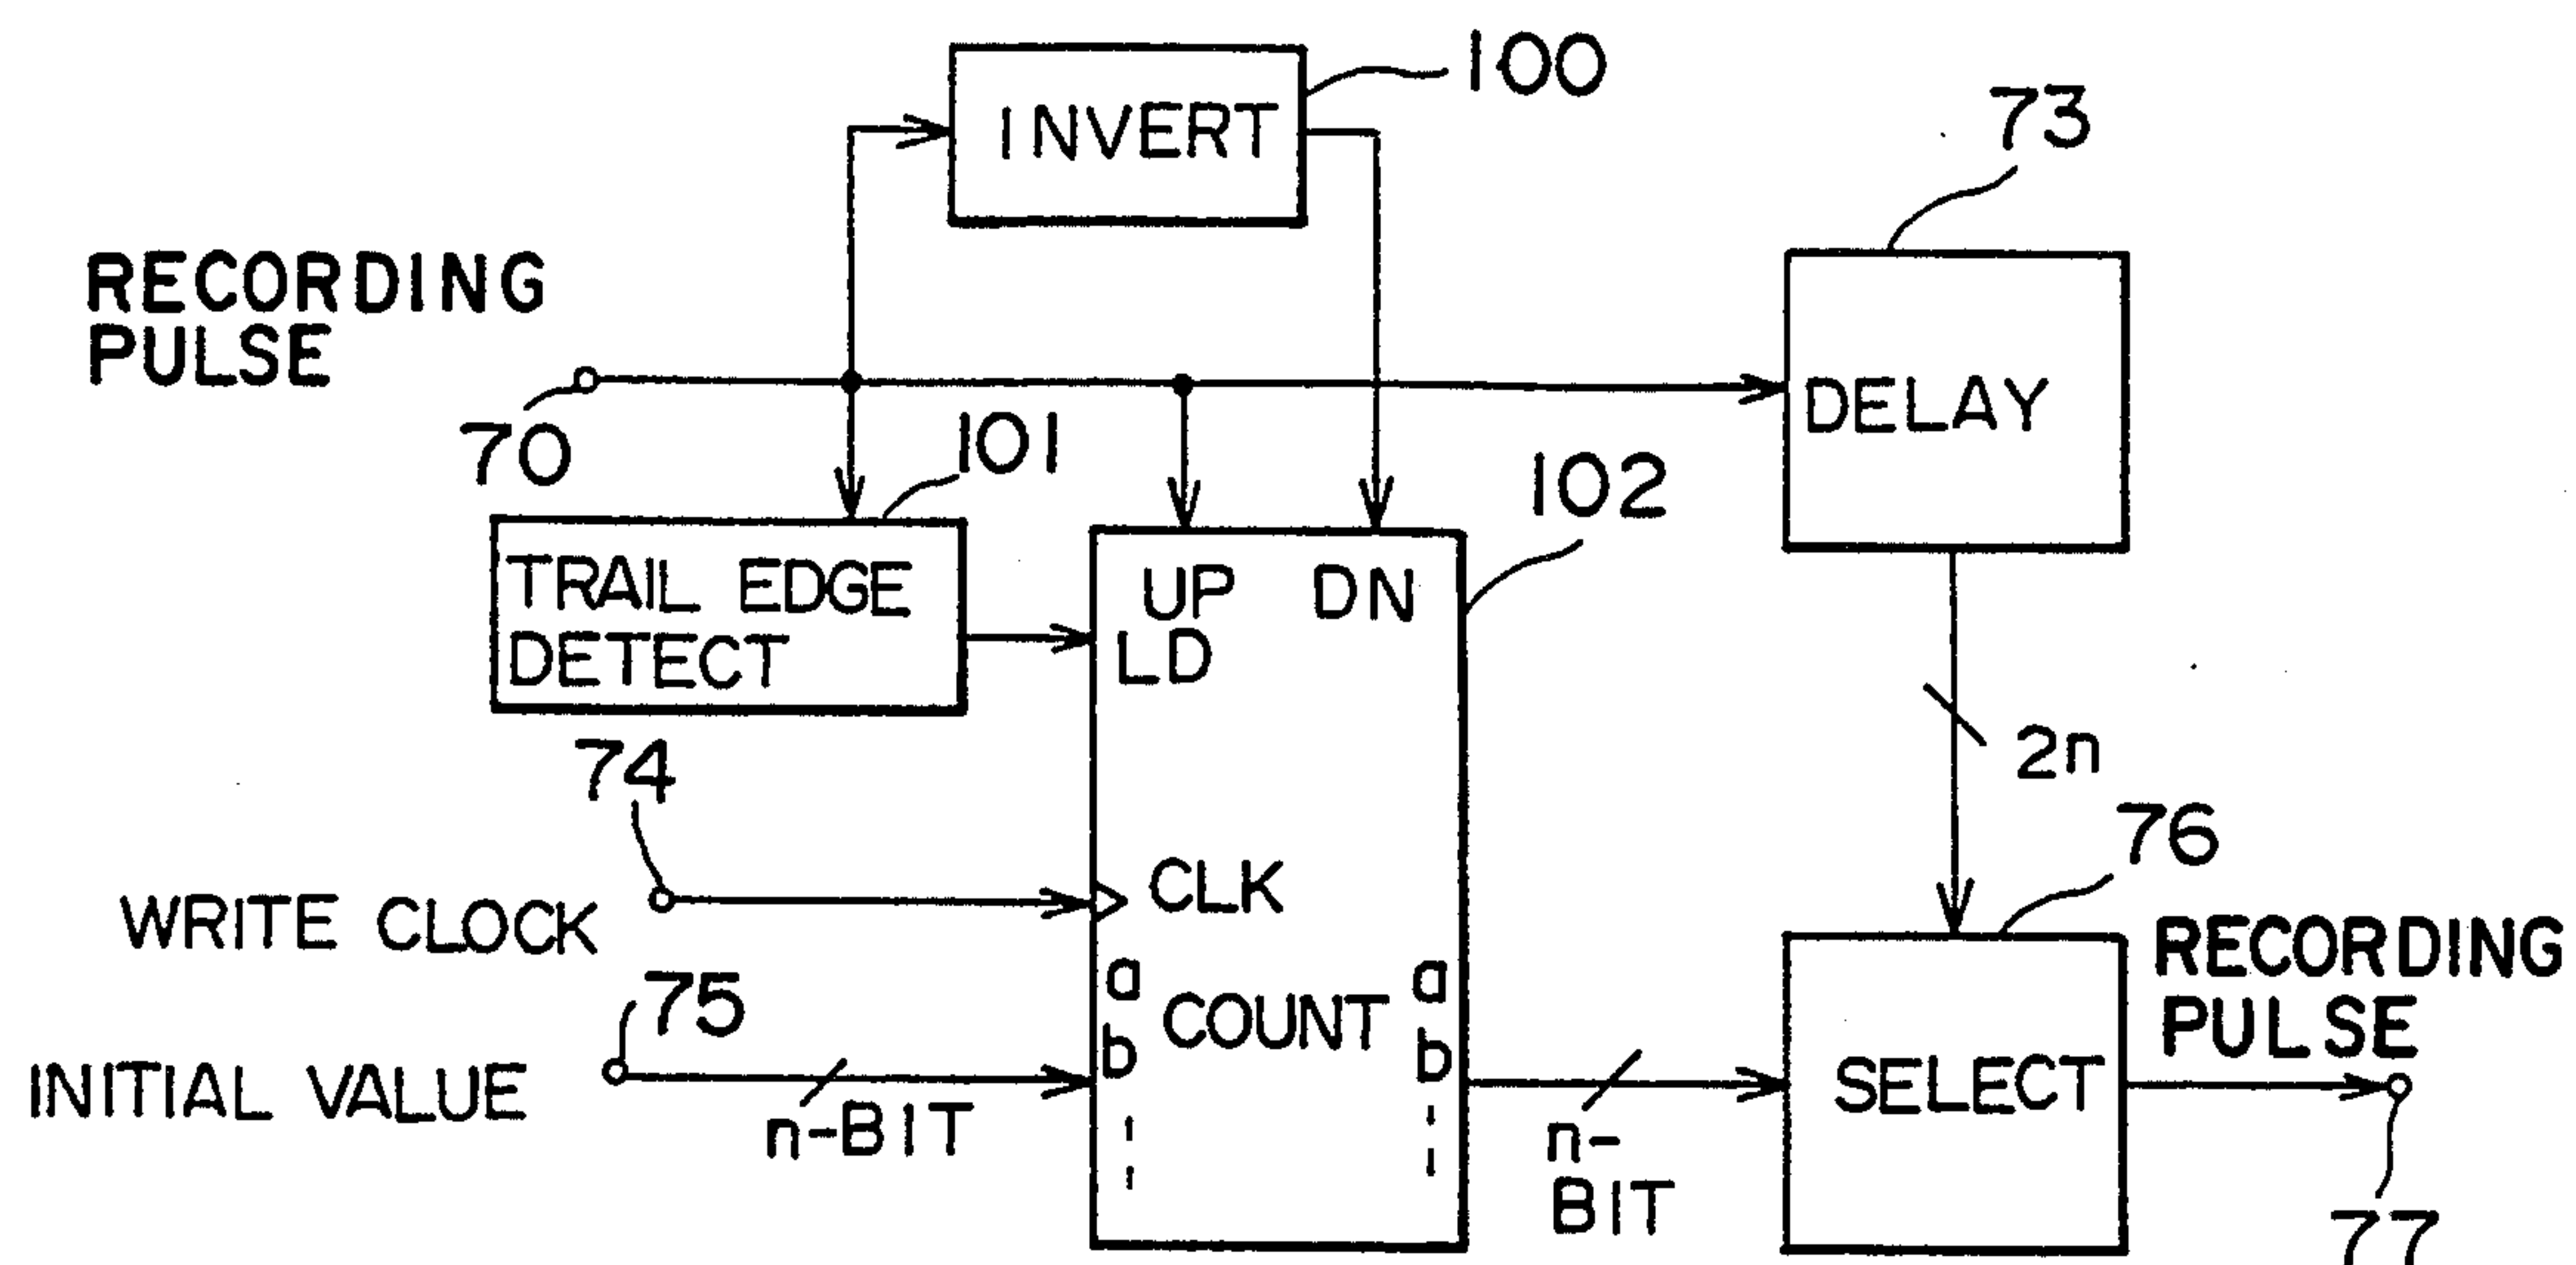 100
INVERT
73
RECORDING
PULSE
70
101
DELAY
102
TRAIL EDGE
DETECT
UP DN
LD
2n
74
76
CLK
WRITE CLOCK
RECORDING
PULSE
75
a a
COUNT
b b
INITIAL VALUE
n-BIT
n-
BIT
SELECT
77